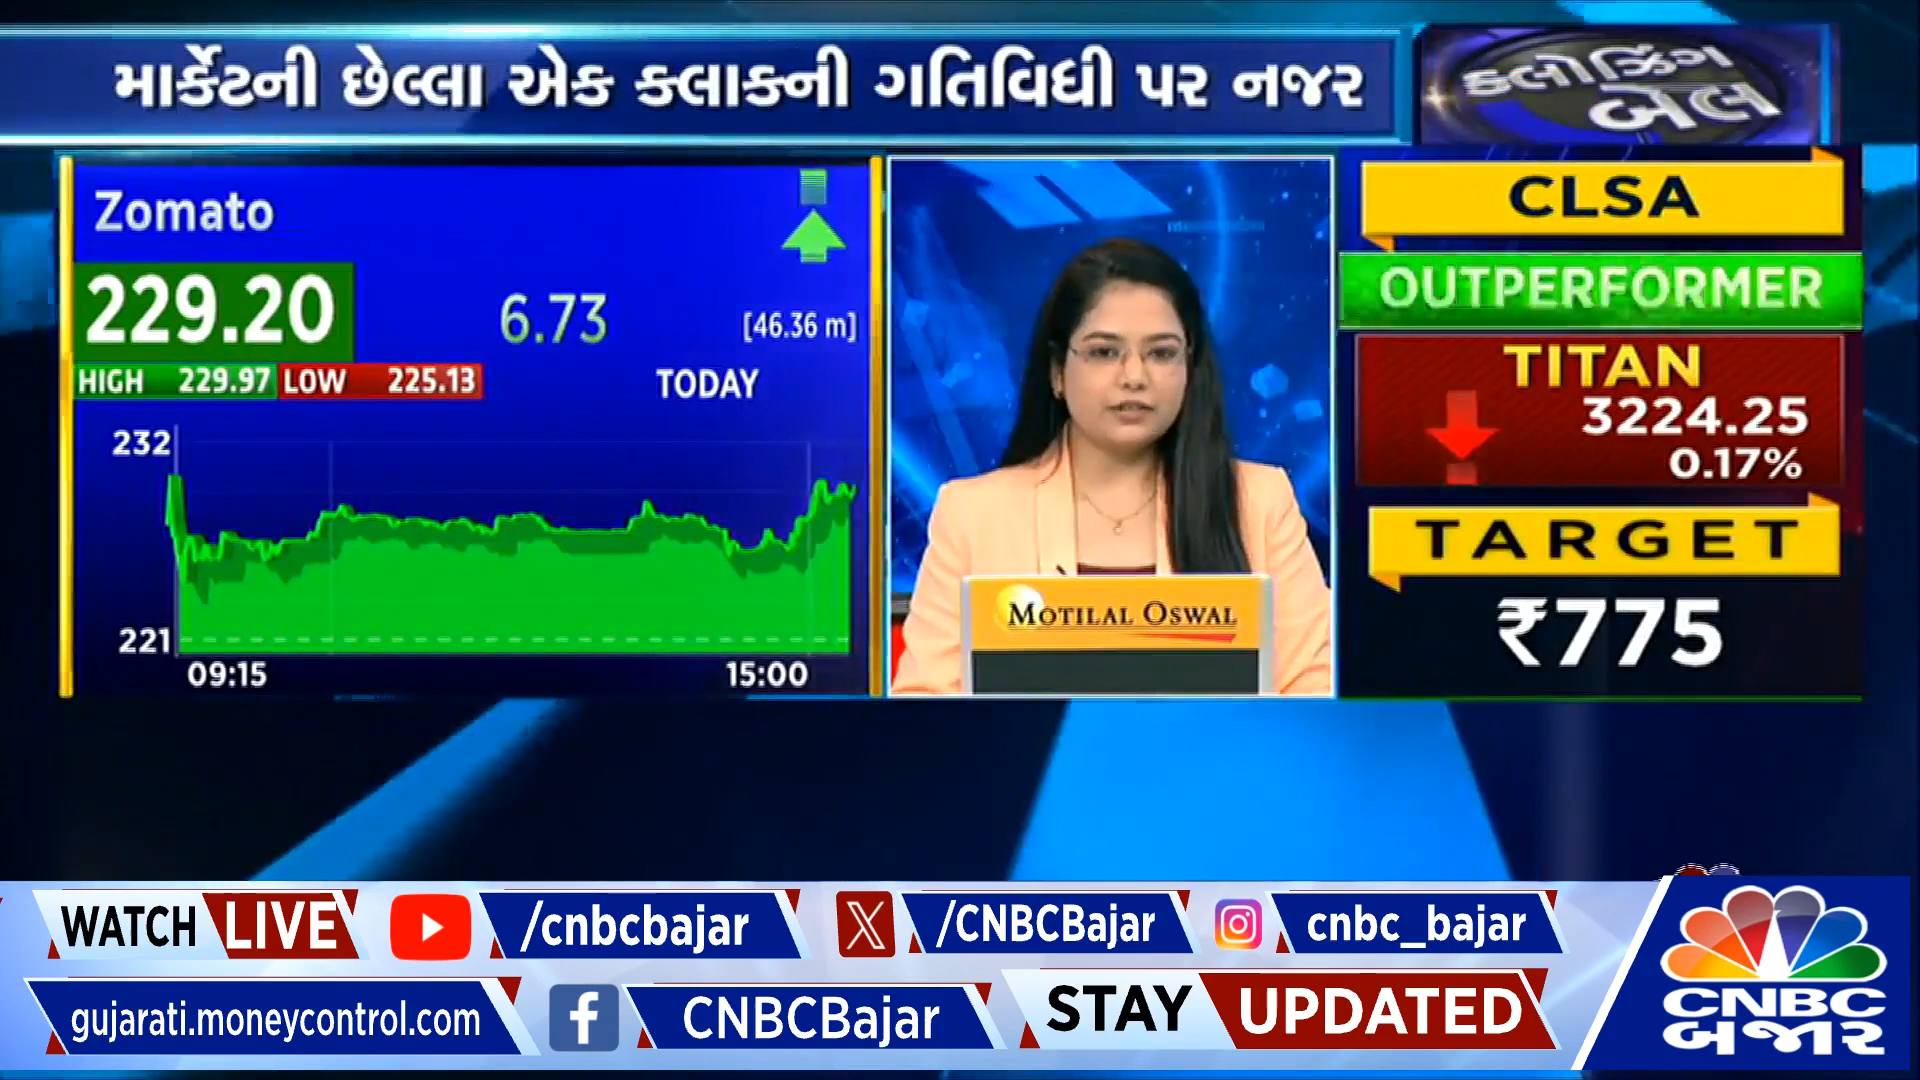 માર્કેટની છેલ્લા એક કલાકની ગતિવિધી પર નજર
ક્લોઝિંગ
બેલ
Zomato
229.20
6.73
[46.36 m]
HIGH 229.97 LOW 225.13
TODAY
232
221
09:15
15:00
MOTILAL OSWAL
CLSA
OUTPERFORMER
TITAN
3224.25
0.17%
TARGET
₹775
WATCH LIVE
/cnbcbajar
/CNBCBajar
cnbc_bajar
gujarati.moneycontrol.com
CNBCBajar
STAY UPDATED
CNBC
બજાર